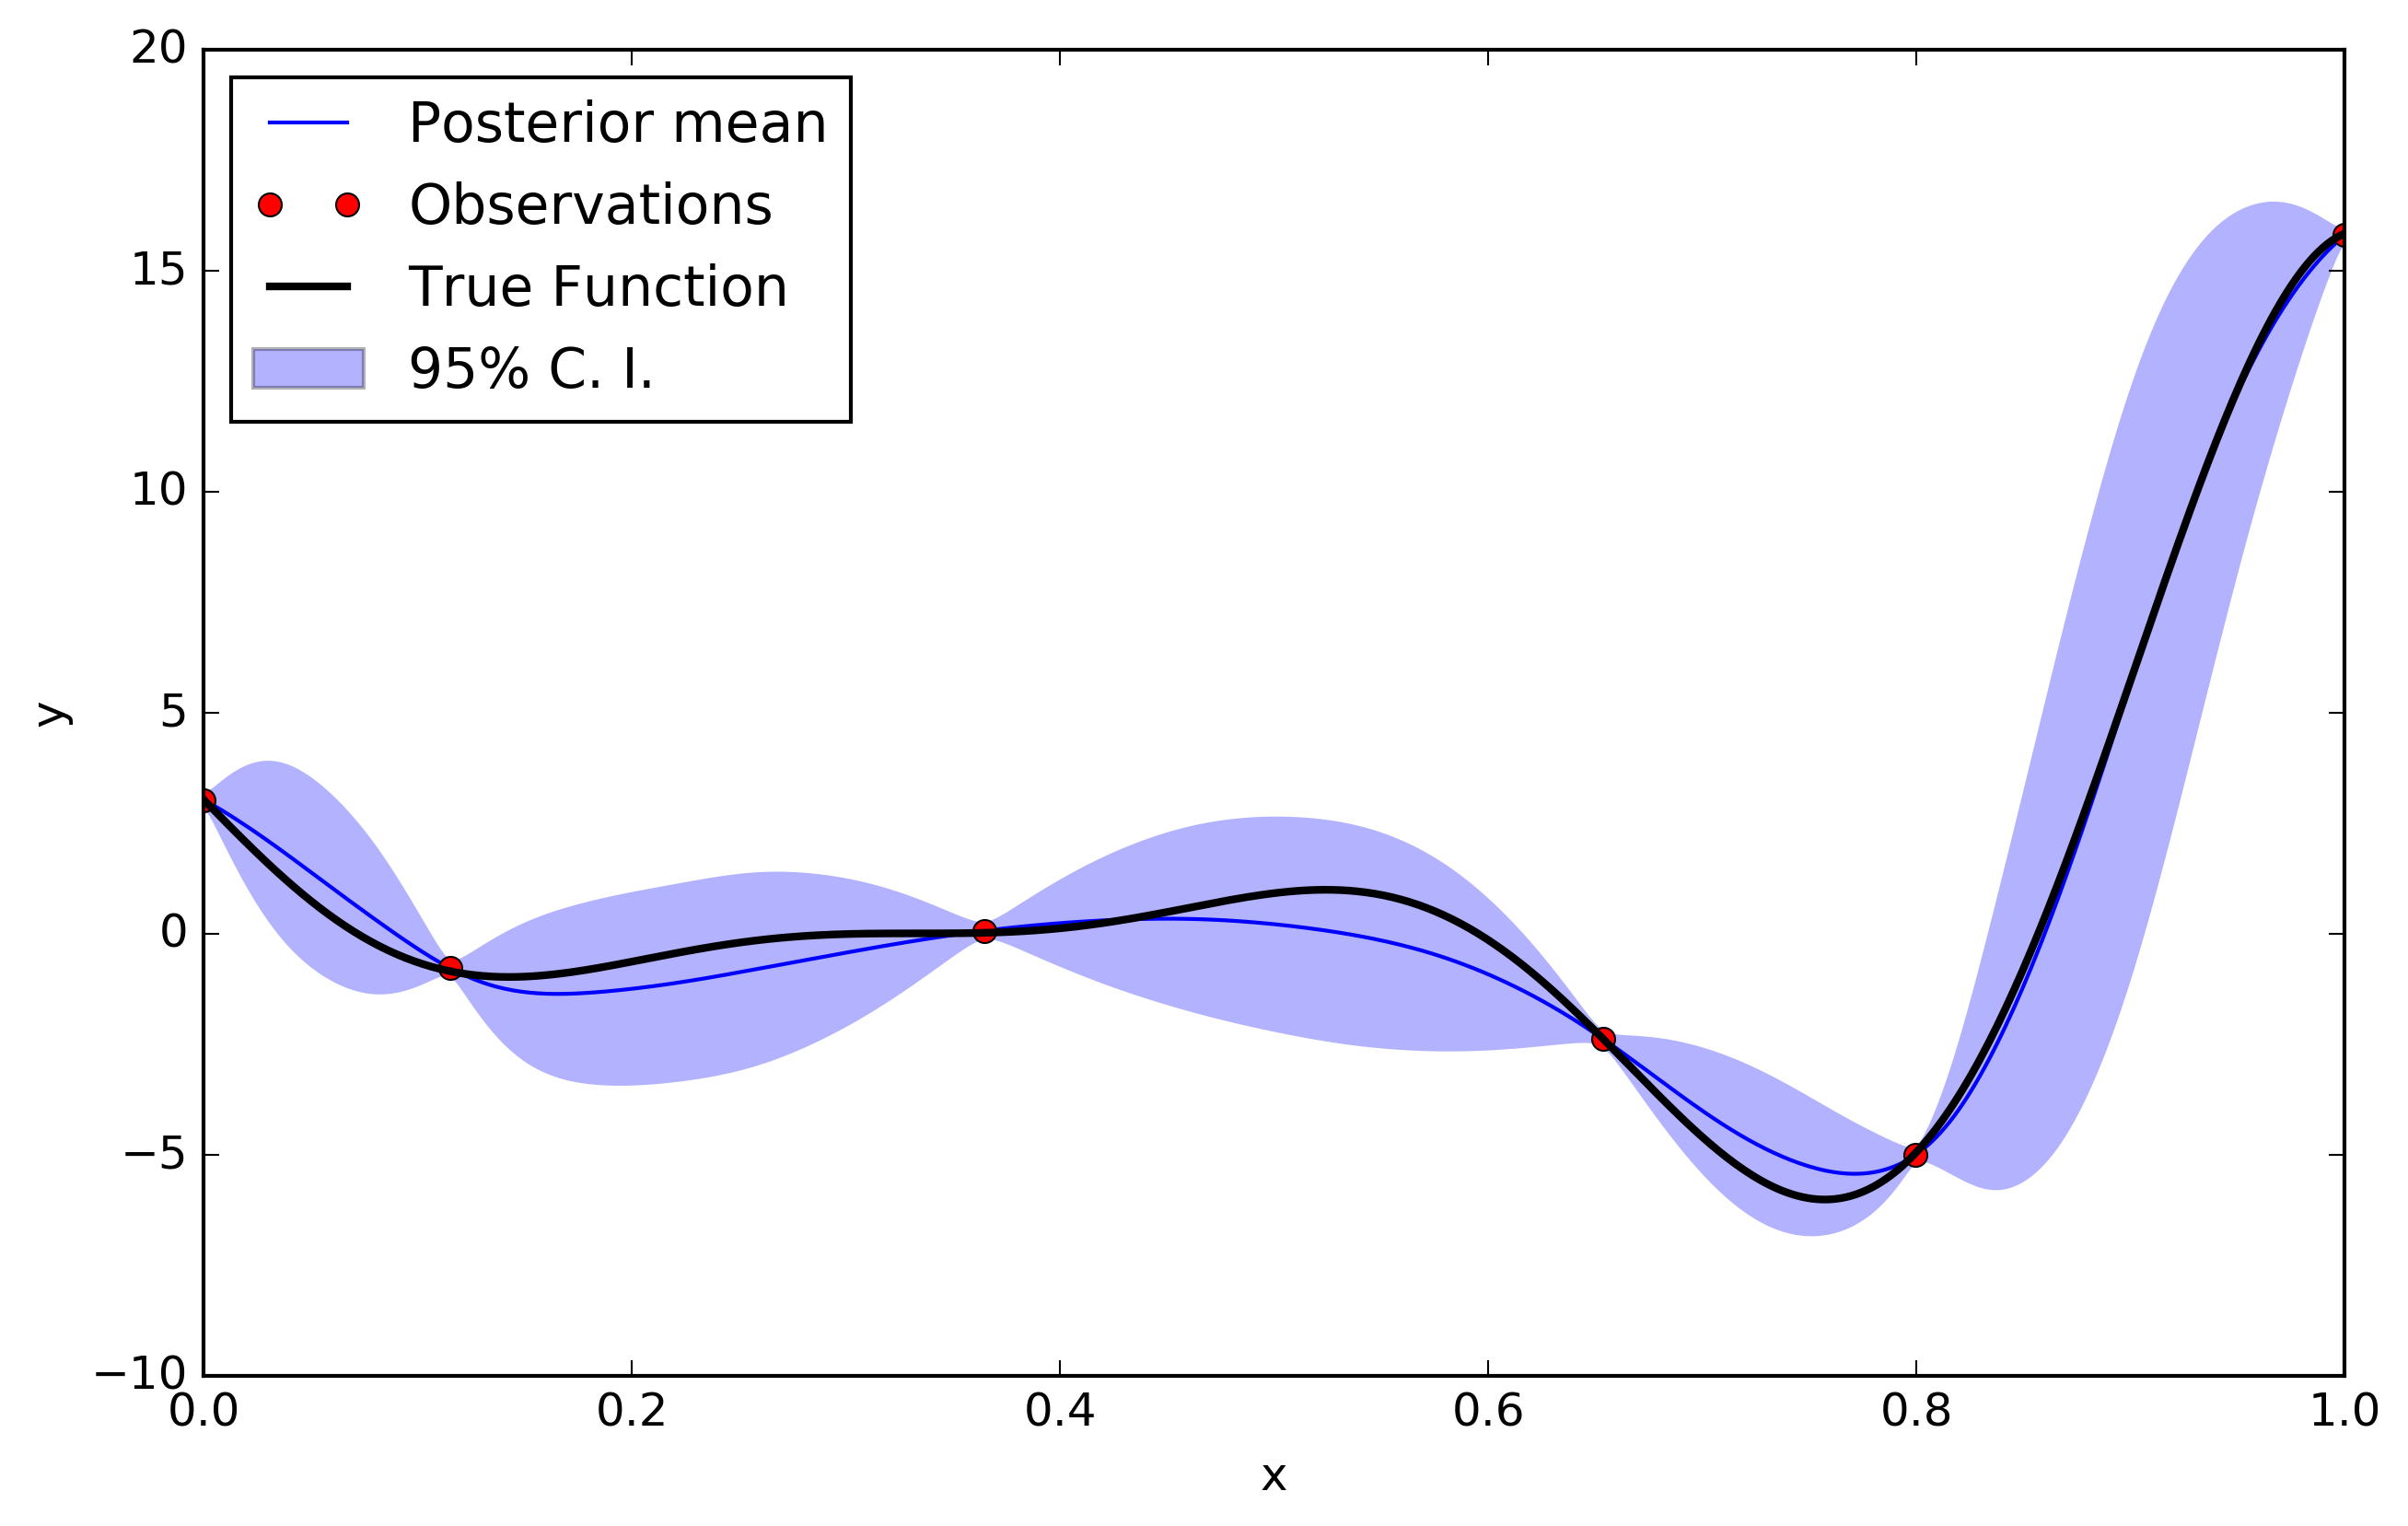 20
15
10
5
0
−5
−10
Posterior mean
Observations
True Function
95% C. I.
y
0.0 0.2 0.4 0.6 0.8 1.0
x